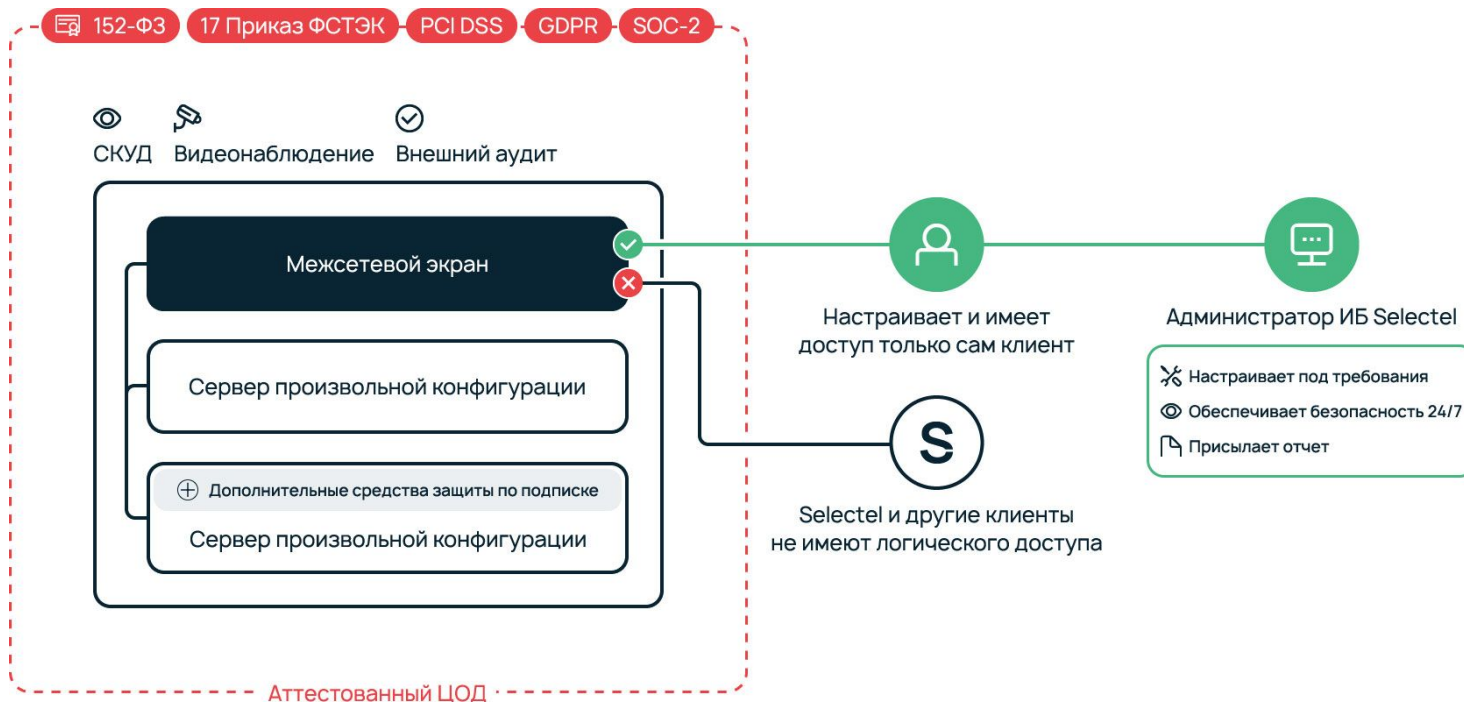 152-ФЗ
17 Приказ ФСТЭК
PCI DSS
GDPR
SOC-2
СКУД
Видеонаблюдение
Внешний аудит
Межсетевой экран
Сервер произвольной конфигурации
Дополнительные средства защиты по подписке
Сервер произвольной конфигурации
Аттестованный ЦОД
Настраивает и имеет
доступ только сам клиент
S
Selectel и другие клиенты
не имеют логического доступа
Администратор ИБ Selectel
Настраивает под требования
Обеспечивает безопасность 24/7
Присылает отчет